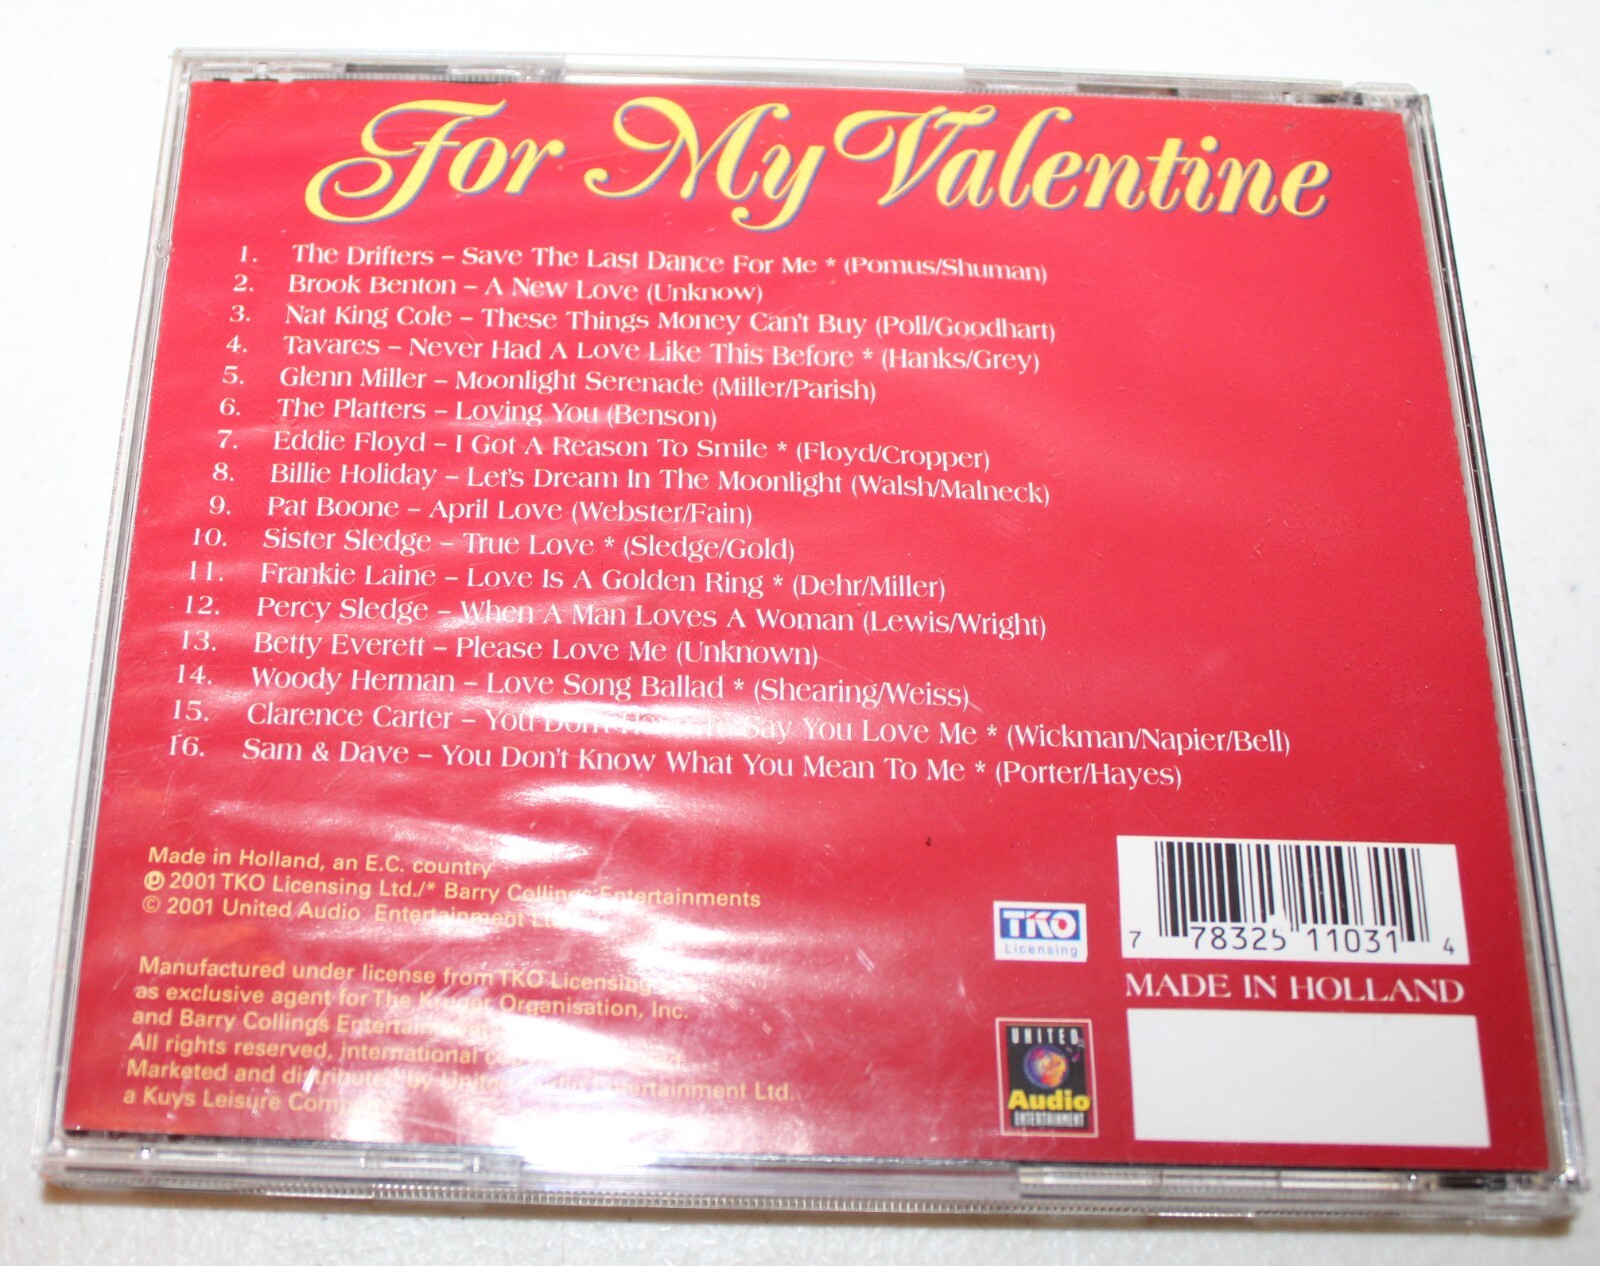 For My Valentine
1. The Drifters – Save The Last Dance For Me * (Pomus/Shuman)
2. Brook Benton – A New Love (Unknow)
3. Nat King Cole – These Things Money Can't Buy (Poll/Goodhart)
4. Tavares – Never Had A Love Like This Before * (Hanks/Grey)
5. Glenn Miller – Moonlight Serenade (Miller/Parish)
6. The Platters – Loving You (Benson)
7. Eddie Floyd – I Got A Reason To Smile * (Floyd/Cropper)
8. Billie Holiday – Let's Dream In The Moonlight (Walsh/Malneck)
9. Pat Boone – April Love (Webster/Fain)
10. Sister Sledge – True Love * (Sledge/Gold)
11. Frankie Laine – Love Is A Golden Ring * (Dehr/Miller)
12. Percy Sledge – When A Man Loves A Woman (Lewis/Wright)
13. Betty Everett – Please Love Me (Unknown)
14. Woody Herman – Love Song Ballad * (Shearing/Weiss)
15. Clarence Carter – You Don't Have To Say You Love Me * (Wickman/Napier/Bell)
16. Sam & Dave – You Don't Know What You Mean To Me * (Porter/Hayes)
Made in Holland, an E.C. country
℗ 2001 TKO Licensing Ltd./* Barry Collings Entertainments
© 2001 United Audio Entertainment
Manufactured under license from TKO Licensing
as exclusive agent for The Kruger Organisation, Inc.
and Barry Collings
All rights reserved, international
Marketed and distributed by United Audio Entertainment Ltd.
a Kuys Leisure Company
TKO
Licensing
7 78325 11031 4
MADE IN HOLLAND
UNITED
Audio
ENTERTAINMENT